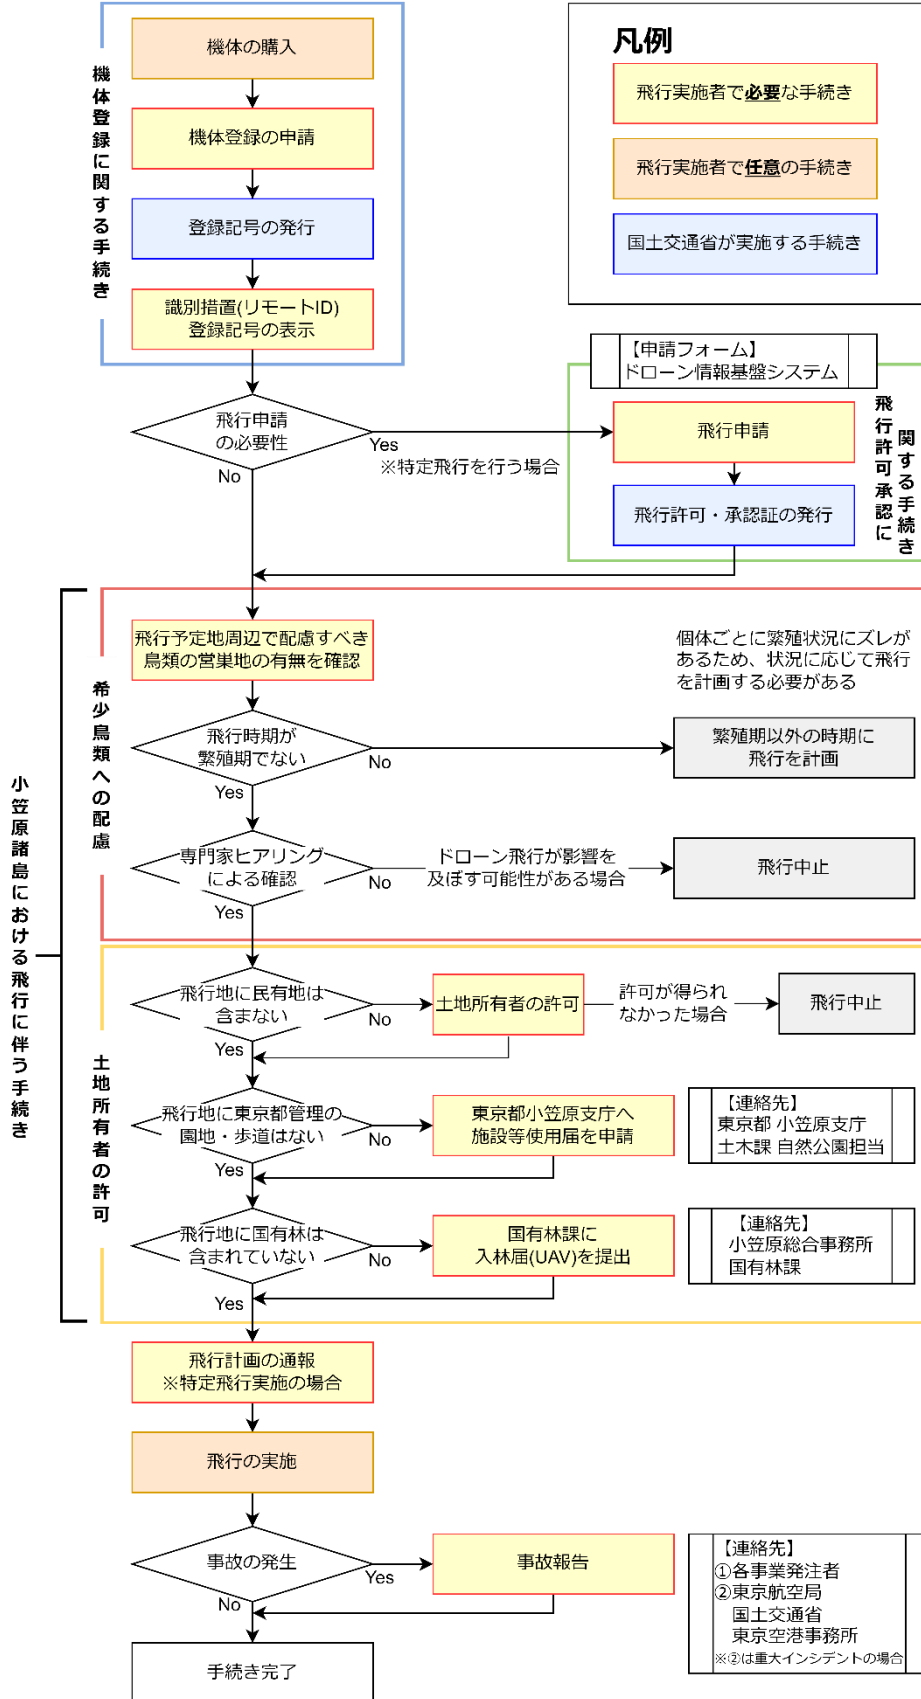 機体登録に関する手続き
機体の購入
機体登録の申請
登録記号の発行
識別措置(リモートID)
登録記号の表示
凡例
飛行実施者で必要な手続き
飛行実施者で任意の手続き
国土交通省が実施する手続き
飛行申請
の必要性
Yes
※特定飛行を行う場合
No
【申請フォーム】
ドローン情報基盤システム
飛行許可承認に
関する手続き
飛行申請
飛行許可・承認証の発行
小笠原諸島における飛行に伴う手続き
希少鳥類への配慮
飛行予定地周辺で配慮すべき
鳥類の営巣地の有無を確認
個体ごとに繁殖状況にズレが
あるため、状況に応じて飛行
を計画する必要がある
飛行時期が
繁殖期でない
No
Yes
繁殖期以外の時期に
飛行を計画
専門家ヒアリング
による確認
No
Yes
ドローン飛行が影響を
及ぼす可能性がある場合
飛行中止
土地所有者の許可
飛行地に民有地は
含まない
No
Yes
土地所有者の許可
許可が得られ
なかった場合
飛行中止
飛行地に東京都管理の
園地・歩道はない
No
Yes
東京都小笠原支庁へ
施設等使用届を申請
【連絡先】
東京都 小笠原支庁
土木課 自然公園担当
飛行地に国有林は
含まれていない
No
Yes
国有林課に
入林届(UAV)を提出
【連絡先】
小笠原総合事務所
国有林課
飛行計画の通報
※特定飛行実施の場合
飛行の実施
事故の発生
Yes
No
事故報告
【連絡先】
①各事業発注者
②東京航空局
国土交通省
東京空港事務所
※②は重大インシデントの場合
手続き完了